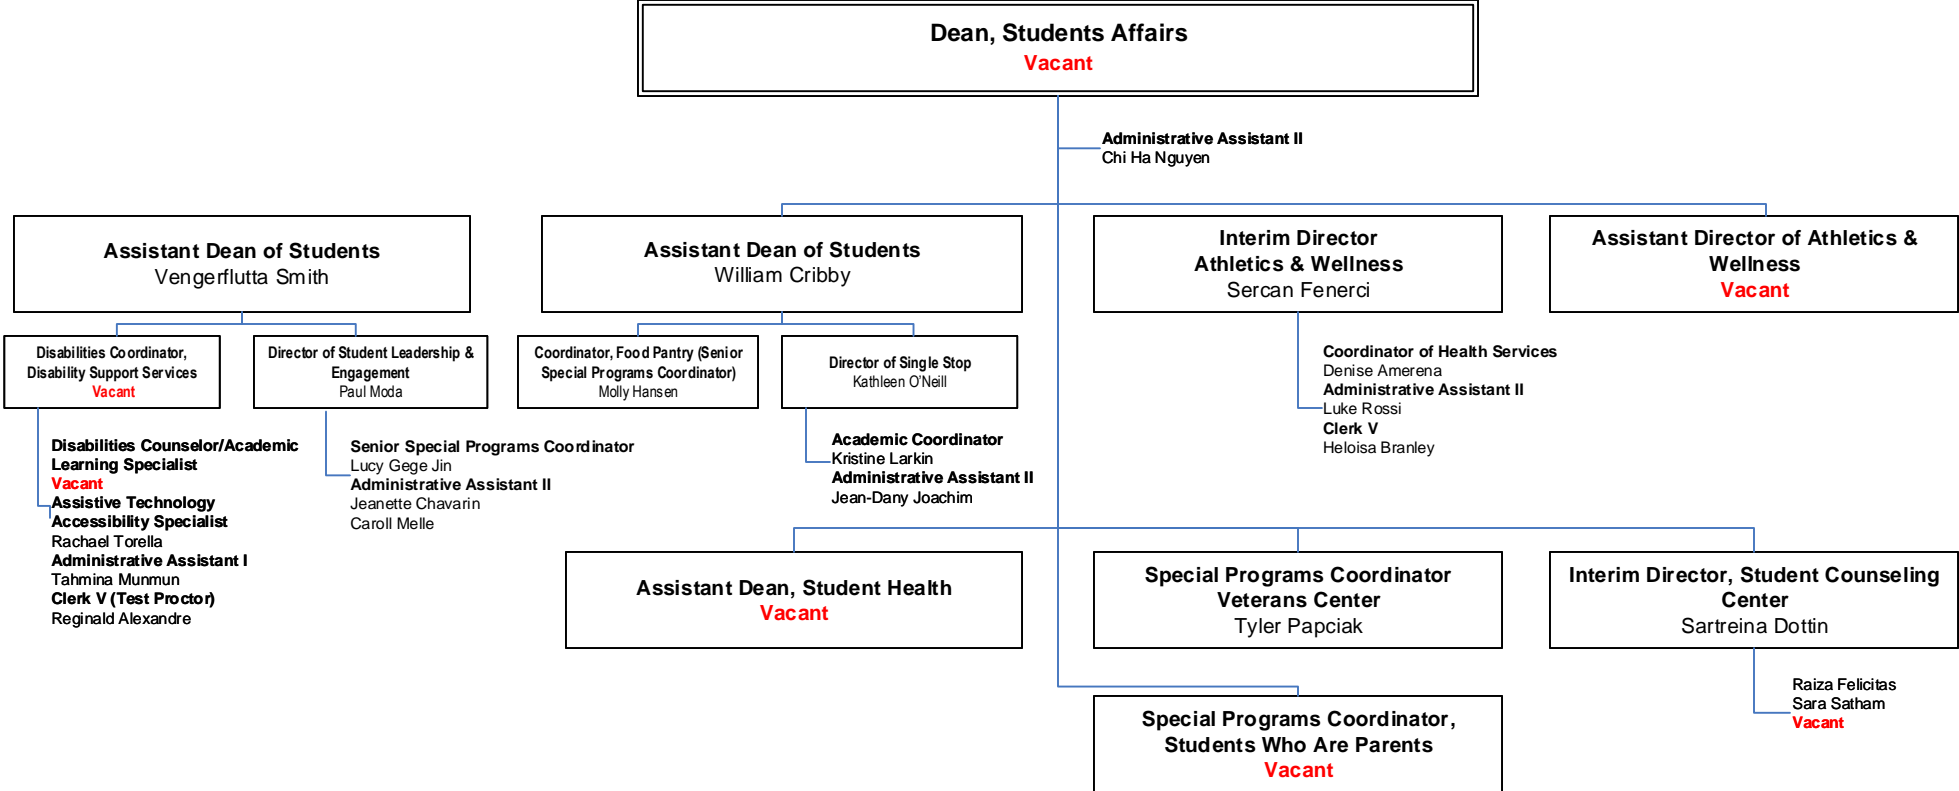 Dean, Students Affairs
Vacant
Administrative Assistant II
Chi Ha Nguyen
Assistant Dean of Students
Vengerflutta Smith
Assistant Dean of Students
William Cribby
Interim Director
Athletics & Wellness
Sercan Fenerci
Assistant Director of Athletics &
Wellness
Vacant
Disabilities Coordinator,
Disability Support Services
Vacant
Director of Student Leadership &
Engagement
Paul Moda
Coordinator, Food Pantry (Senior
Special Programs Coordinator)
Molly Hansen
Director of Single Stop
Kathleen O'Neill
Coordinator of Health Services
Denise Amerena
Administrative Assistant II
Luke Rossi
Clerk V
Heloisa Branley
Disabilities Counselor/Academic
Learning Specialist
Vacant
Assistive Technology
Accessibility Specialist
Rachael Torella
Administrative Assistant I
Tahmina Munmun
Clerk V (Test Proctor)
Reginald Alexandre
Senior Special Programs Coordinator
Lucy Gege Jin
Administrative Assistant II
Jeanette Chavarin
Caroll Melle
Academic Coordinator
Kristine Larkin
Administrative Assistant II
Jean-Dany Joachim
Assistant Dean, Student Health
Vacant
Special Programs Coordinator
Veterans Center
Tyler Papciak
Interim Director, Student Counseling
Center
Sartreina Dottin
Raiza Felicitas
Sara Satham
Vacant
Special Programs Coordinator,
Students Who Are Parents
Vacant